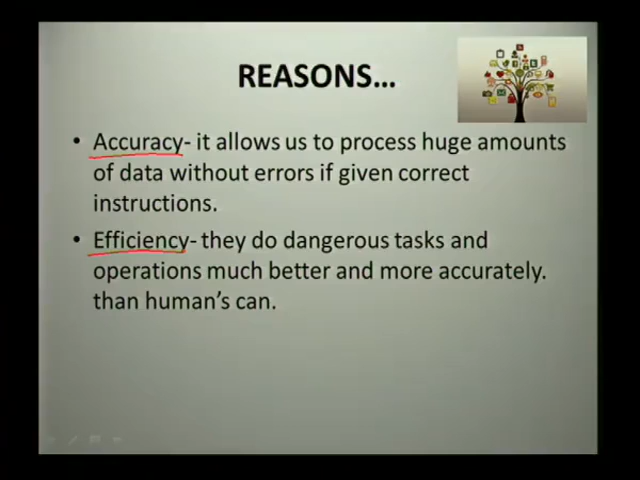 REASONS...
• Accuracy- it allows us to process huge amounts
of data without errors if given correct
instructions.
• Efficiency- they do dangerous tasks and
operations much better and more accurately.
than human's can.